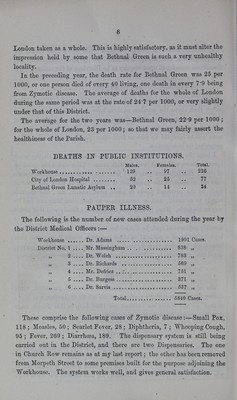 8
London taken as a whole. This is highly satisfactory, as it must alter the
impression held by some that Bethnal Green is such a very unhealthy
locality.
In the preceding year, the death rate for Bethnal Green was 25 per
1000, or one person died of every 40 living, one death in every 7·9 being
from Zymotic disease. The average of deaths for the whole of London
during the same period was at the rate of 24·7 per 1000, or very slightly
under that of this District.
The average for the two years was—Bethnal Green, 22·9 per 1000;
for the whole of London, 23 per 1000; so that we may fairly assert the
healthiness of the Parish.
DEATHS IN PUBLIC INSTITUTIONS.
Males. Females. Total.
Workhouse .............. 129 .. 97 .. 226
City of London Hospital ...... 52 .. 25 .. 77
Bethnal Green Lunatic Asylum .. 20 .. 14 .. 34
PAUPER ILLNESS.
The following is the number of new cases attended during the year by
the District Medical Officers :—
Workhouse ...... Dr. Adams .................. 1801 Cases.
District No. 1 .... Mr. Massingham .............. 838 „
„ 2 .... Dr. Welch .................. 783 „
„ 3 .... Dr. Richards ................ 569 „
„ 4 .... Mr. Defriez .................. 751 „
„ 5 .... Dr. Burgess .................. 371 „
„ 6 .... Dr. Sarvis .................. 537 „
Total.............. 5640 Cases.
These comprise the following cases of Zymotic disease :—Small Pox,
118; Measles, 50; Scarlet Fever, 28; Diphtheria, 7; Whooping Cough,
95; Fever, 260; Diarrhœa, 189. The dispensary system is still being
carried out in the District, and there are two Dispensaries. The one
in Church Row remains as at my last report; the other has been removed
from Morpeth Street to some premises built for the purpose adjoining the
Workhouse. The system works well, and gives general satisfaction.